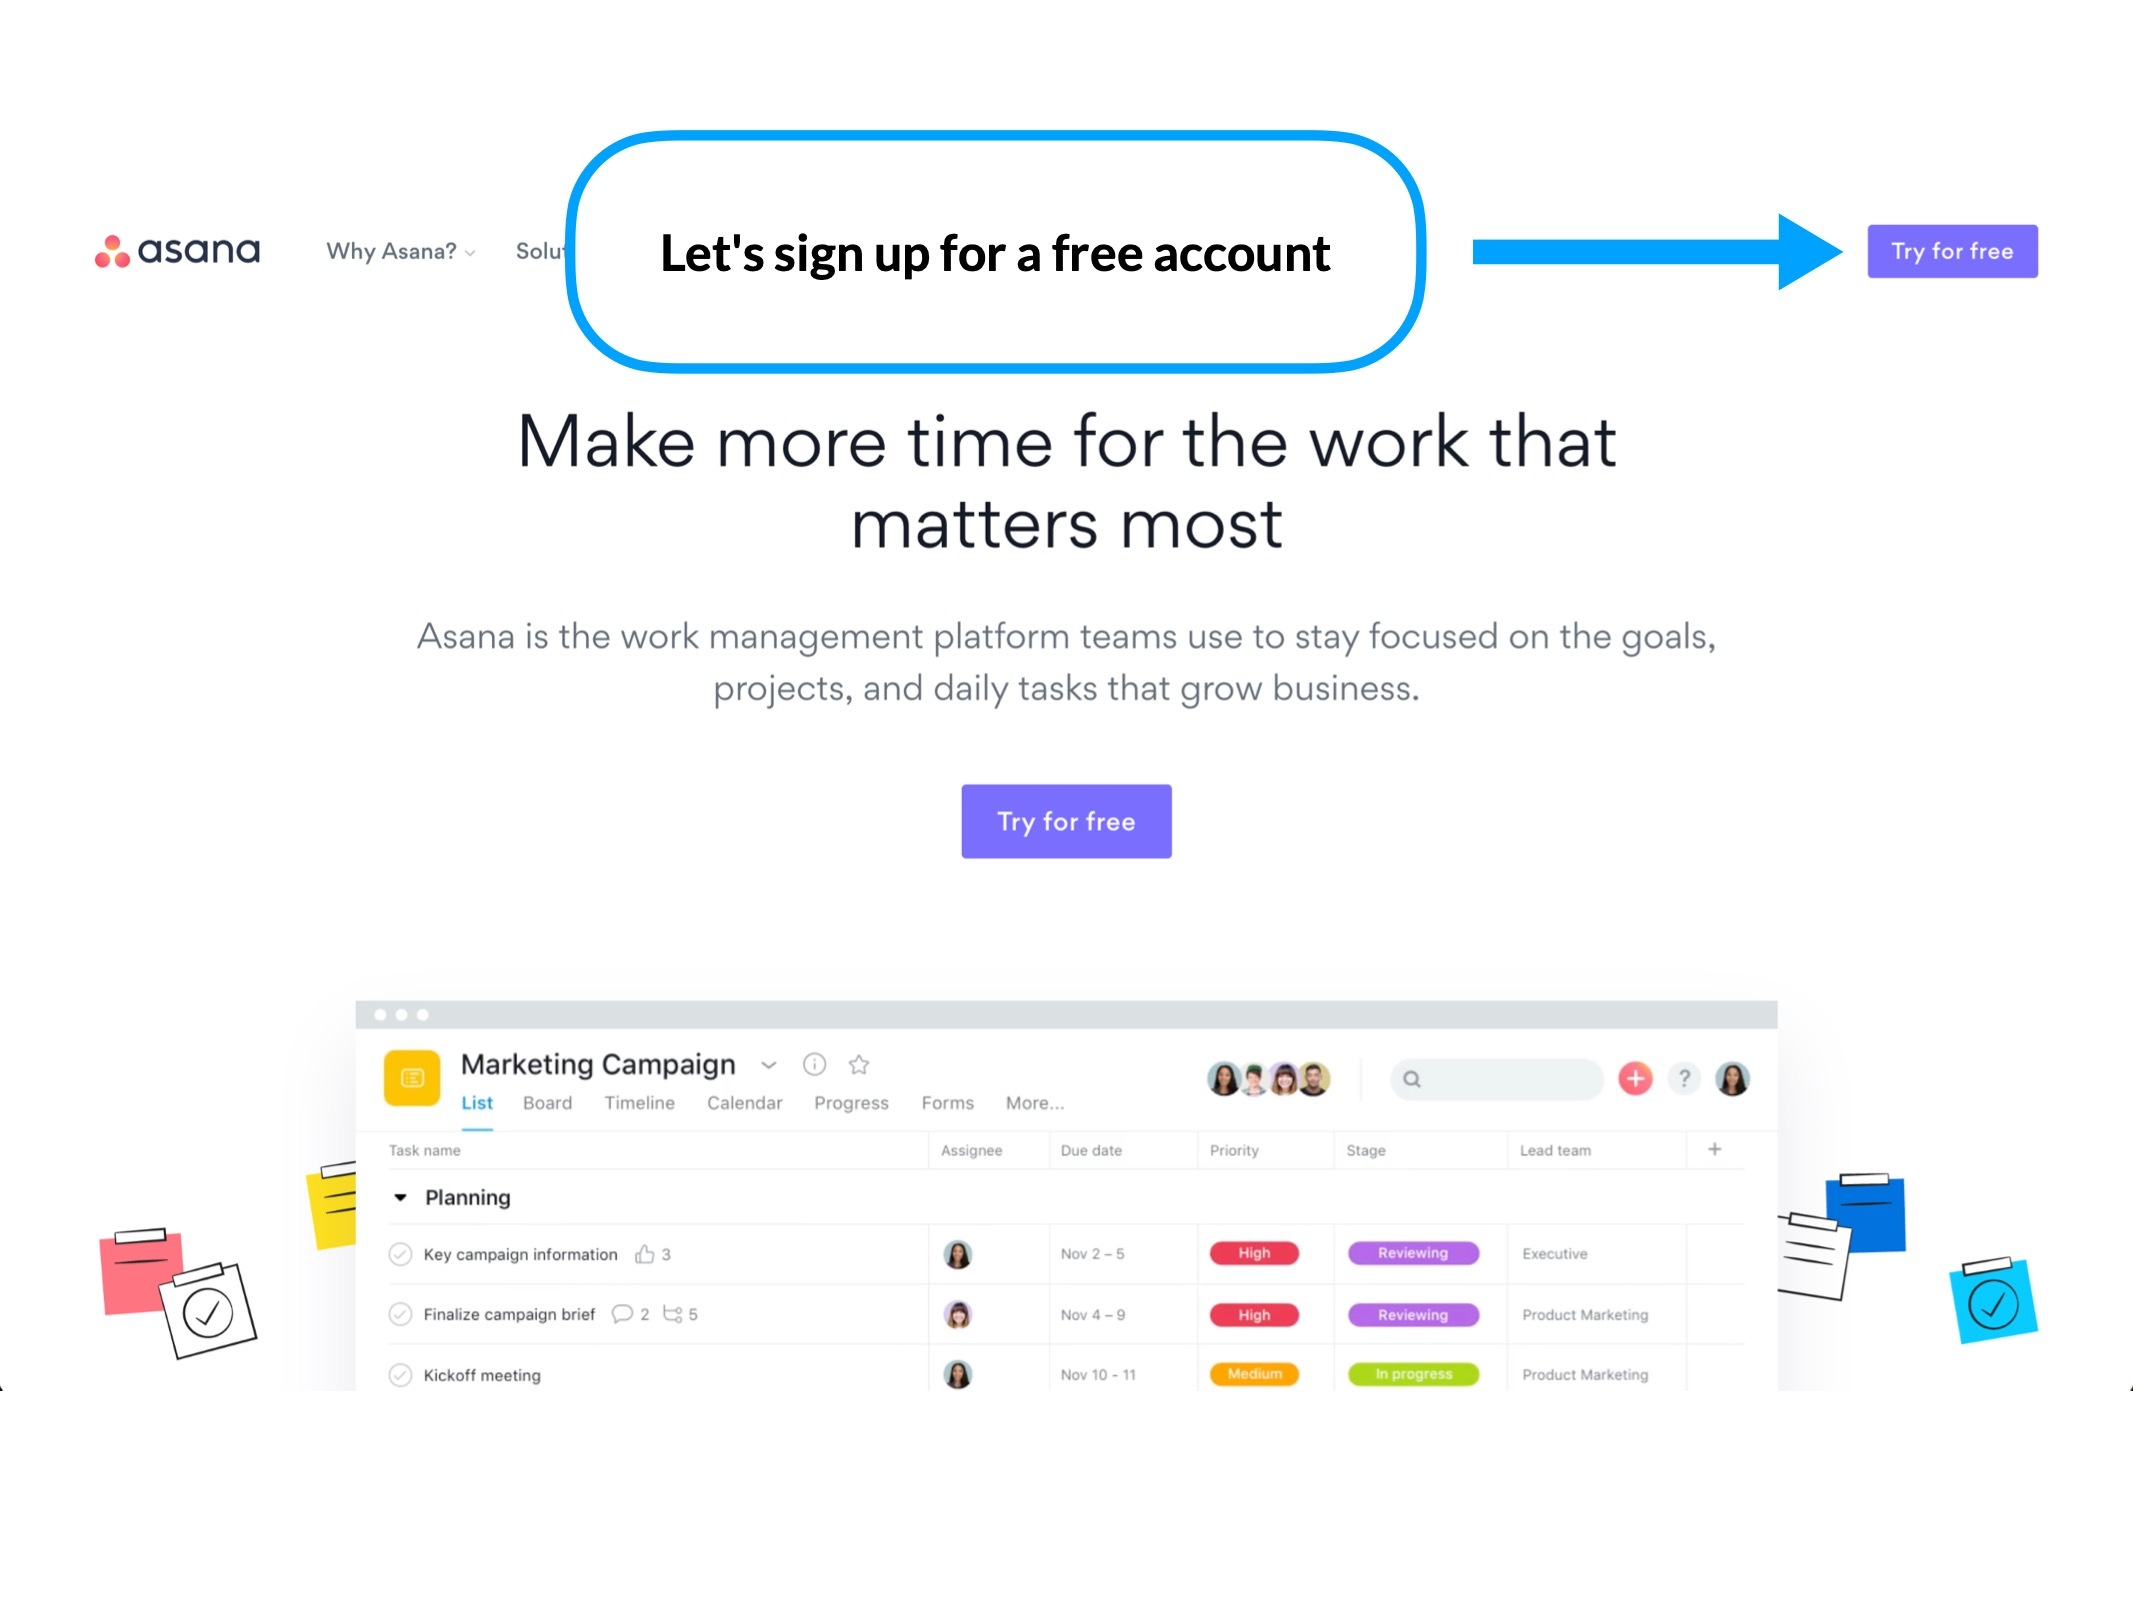 asana
Why Asana?
Let's sign up for a free account
Try for free
Make more time for the work that
matters most
Asana is the work management platform teams use to stay focused on the goals,
projects, and daily tasks that grow business.
Try for free
Marketing Campaign
List Board Timeline Calendar Progress Forms More...
?
Task name Assignee Due date Priority Stage Lead team +
Planning
Key campaign information 3 Nov 2 – 5 High Reviewing Executive
Finalize campaign brief 2 5 Nov 4 – 9 High Reviewing Product Marketing
Kickoff meeting Nov 10 - 11 Medium In progress Product Marketing